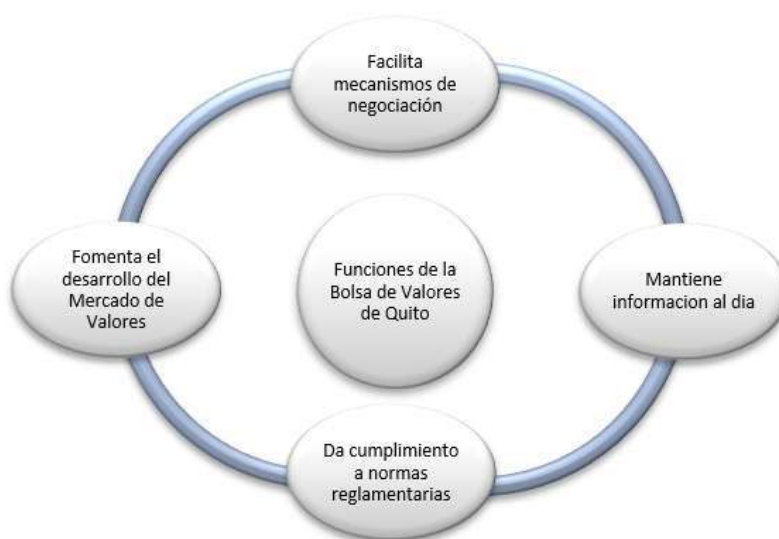 Facilita
mecanismos de
negociación
Fomenta el
desarrollo del
Mercado de
Valores
Funciones de la
Bolsa de Valores
de Quito
Mantiene
informacion al dia
Da cumplimiento
a normas
reglamentarias